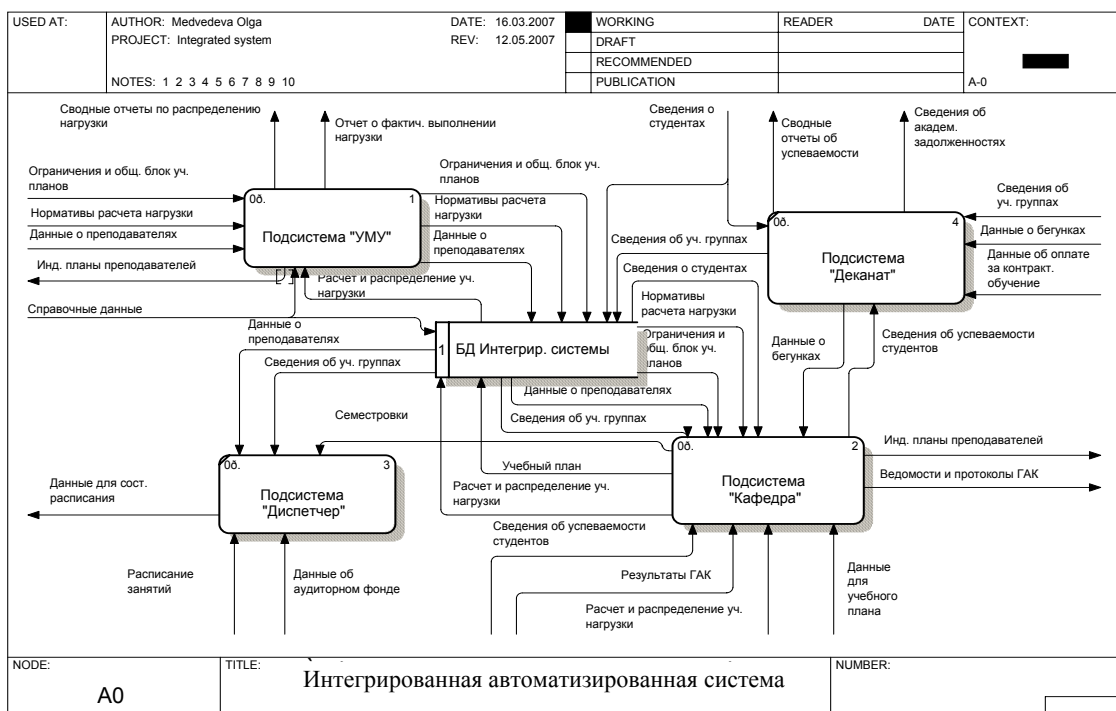 USED AT:
AUTHOR: Medvedeva Olga
DATE: 16.03.2007
PROJECT: Integrated system
REV: 12.05.2007
NOTES: 1 2 3 4 5 6 7 8 9 10
WORKING
DRAFT
RECOMMENDED
PUBLICATION
READER
DATE
CONTEXT:
A-0
Сводные отчеты по распределению
нагрузки
Отчет о фактич. выполнении
нагрузки
Сведения о
студентах
Сводные
отчеты об
успеваемости
Сведения об
академ.
задолженностях
Ограничения и общ. блок уч.
планов
Нормативы расчета нагрузки
Данные о преподавателях
Инд. планы преподавателей
Справочные данные
0ð.
1
Подсистема "УМУ"
Ограничения и общ. блок уч.
планов
Нормативы расчета
нагрузки
Данные о
преподавателях
Расчет и распределение уч.
нагрузки
Сведения об уч. группах
Сведения о студентах
0ð.
4
Подсистема
"Деканат"
Сведения об
уч. группах
Данные о бегунках
Данные об оплате
за контракт.
обучение
Нормативы
расчета нагрузки
Ограничения и
общ. блок уч.
планов
Данные о
бегунках
Сведения об успеваемости
студентов
Данные о
преподавателях
Сведения об уч. группах
1
БД Интегрир. системы
Данные о преподавателях
Сведения об уч. группах
Семестровки
Учебный план
Расчет и распределение уч.
нагрузки
0ð.
3
Подсистема
"Диспетчер"
Данные для сост.
расписания
Расписание
занятий
Данные об
аудиторном фонде
0ð.
2
Подсистема
"Кафедра"
Инд. планы преподавателей
Ведомости и протоколы ГАК
Сведения об успеваемости
студентов
Результаты ГАК
Расчет и распределение уч.
нагрузки
Данные
для
учебного
плана
NODE:
A0
TITLE:
Интегрированная автоматизированная система
NUMBER: